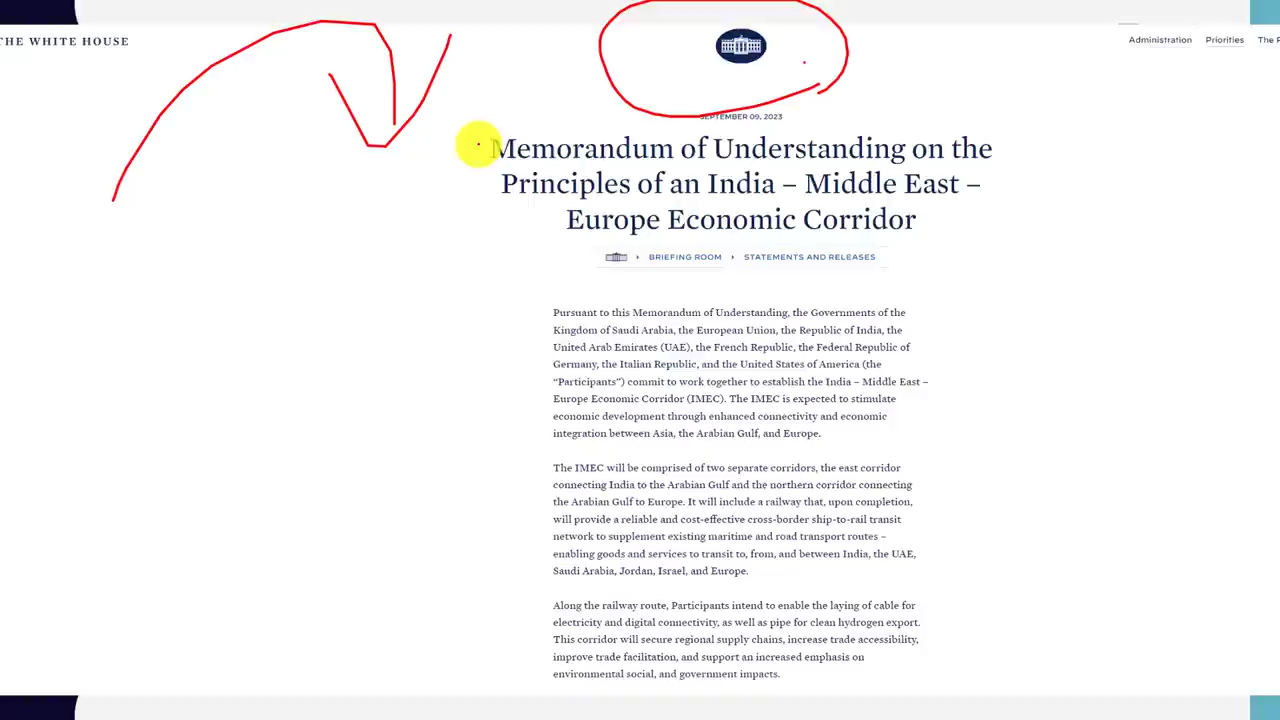 THE WHITE HOUSE
Administration Priorities The
SEPTEMBER 09, 2023
Memorandum of Understanding on the
Principles of an India – Middle East –
Europe Economic Corridor
BRIEFING ROOM STATEMENTS AND RELEASES
Pursuant to this Memorandum of Understanding, the Governments of the
Kingdom of Saudi Arabia, the European Union, the Republic of India, the
United Arab Emirates (UAE), the French Republic, the Federal Republic of
Germany, the Italian Republic, and the United States of America (the
“Participants”) commit to work together to establish the India – Middle East –
Europe Economic Corridor (IMEC). The IMEC is expected to stimulate
economic development through enhanced connectivity and economic
integration between Asia, the Arabian Gulf, and Europe.
The IMEC will be comprised of two separate corridors, the east corridor
connecting India to the Arabian Gulf and the northern corridor connecting
the Arabian Gulf to Europe. It will include a railway that, upon completion,
will provide a reliable and cost-effective cross-border ship-to-rail transit
network to supplement existing maritime and road transport routes –
enabling goods and services to transit to, from, and between India, the UAE,
Saudi Arabia, Jordan, Israel, and Europe.
Along the railway route, Participants intend to enable the laying of cable for
electricity and digital connectivity, as well as pipe for clean hydrogen export.
This corridor will secure regional supply chains, increase trade accessibility,
improve trade facilitation, and support an increased emphasis on
environmental social, and government impacts.